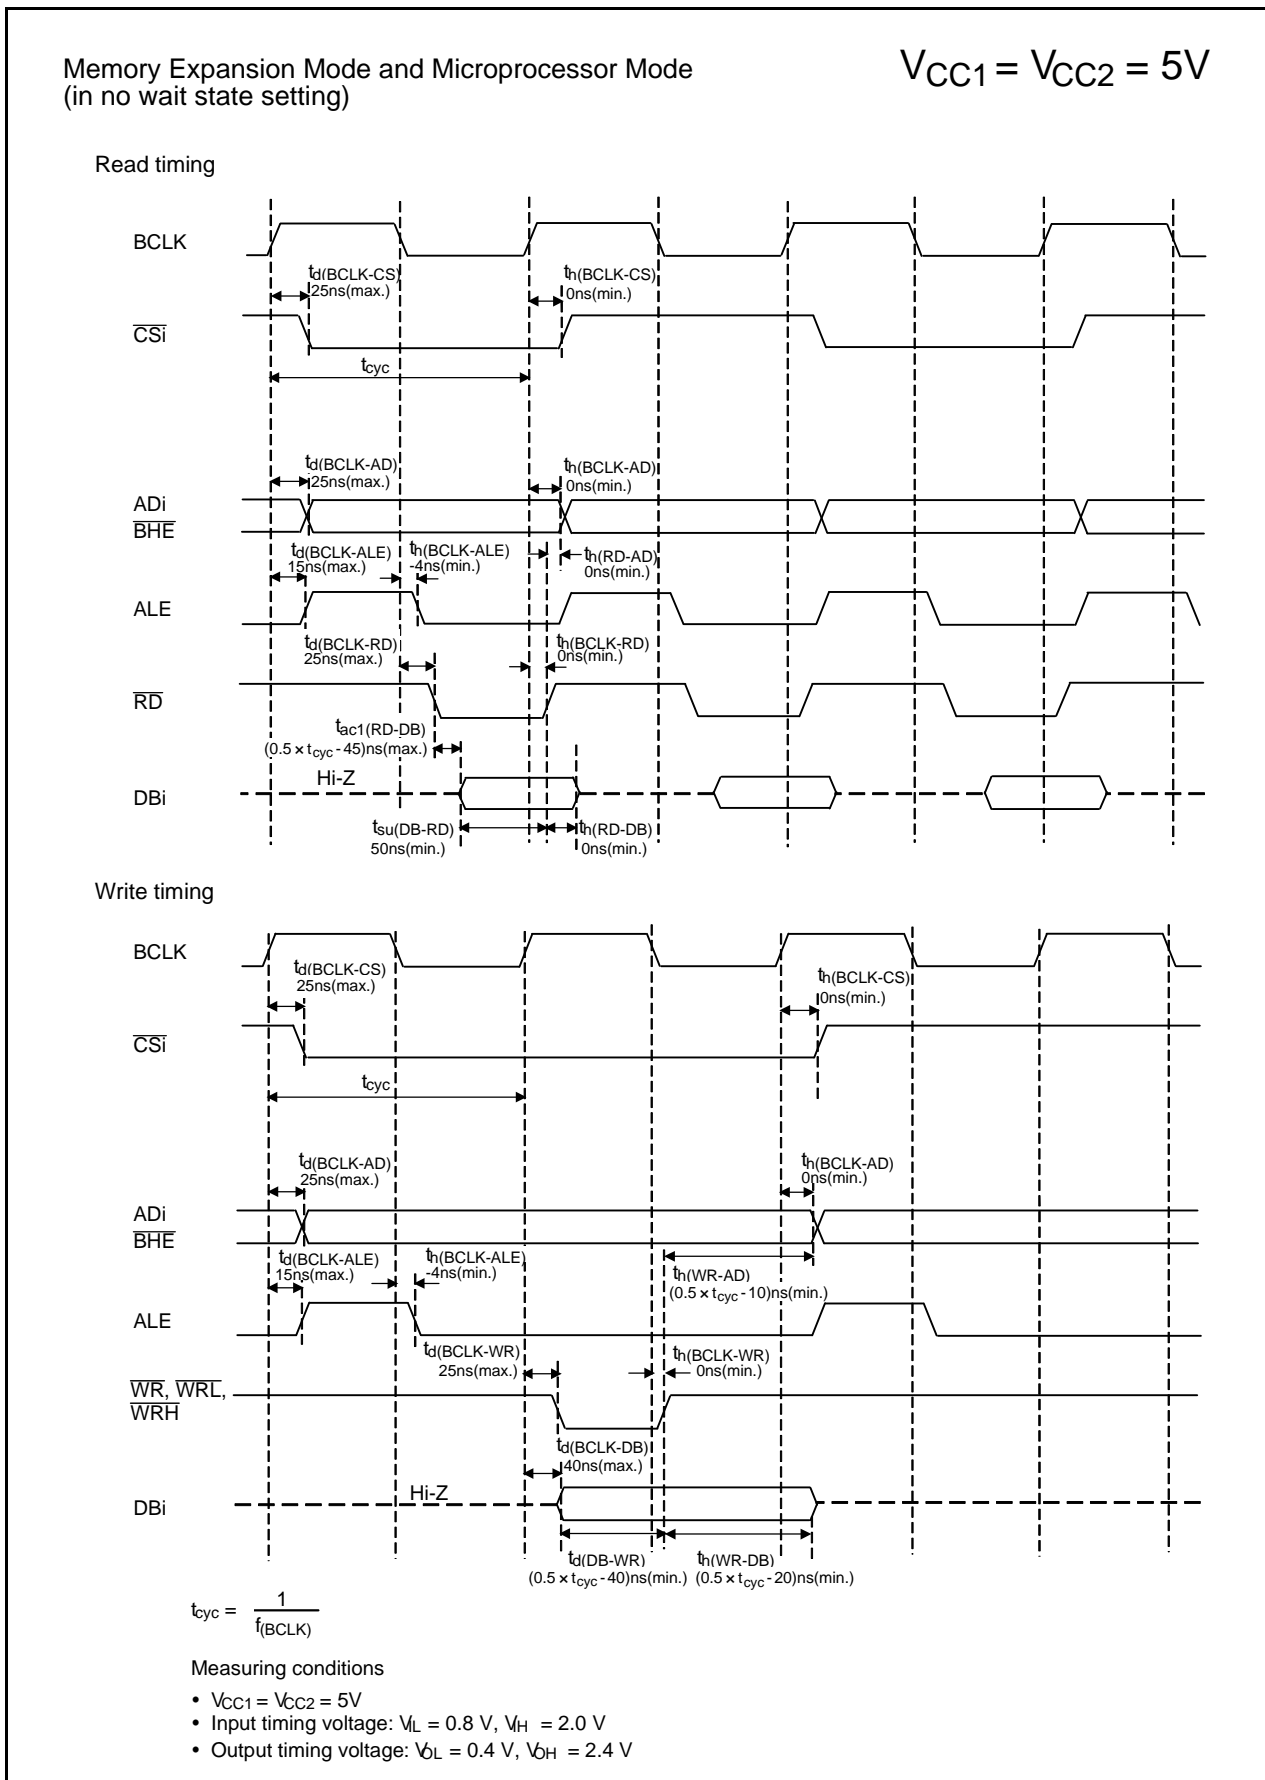 Memory Expansion Mode and Microprocessor Mode
(in no wait state setting)
VCC1 = VCC2 = 5V
Read timing
BCLK
td(BCLK-CS)
25ns(max.)
th(BCLK-CS)
0ns(min.)
CSi
tcyc
td(BCLK-AD)
25ns(max.)
th(BCLK-AD)
0ns(min.)
ADi
BHE
td(BCLK-ALE)
15ns(max.)
th(BCLK-ALE)
-4ns(min.)
th(RD-AD)
0ns(min.)
ALE
td(BCLK-RD)
25ns(max.)
th(BCLK-RD)
0ns(min.)
RD
tac1(RD-DB)
(0.5 × tcyc - 45)ns(max.)
Hi-Z
DBi
tsu(DB-RD)
50ns(min.)
th(RD-DB)
0ns(min.)
Write timing
BCLK
td(BCLK-CS)
25ns(max.)
th(BCLK-CS)
0ns(min.)
CSi
tcyc
td(BCLK-AD)
25ns(max.)
th(BCLK-AD)
0ns(min.)
ADi
BHE
td(BCLK-ALE)
15ns(max.)
th(BCLK-ALE)
-4ns(min.)
th(WR-AD)
(0.5 × tcyc - 10)ns(min.)
ALE
td(BCLK-WR)
25ns(max.)
th(BCLK-WR)
0ns(min.)
WR, WRL,
WRH
td(BCLK-DB)
40ns(max.)
Hi-Z
DBi
td(DB-WR)
(0.5 × tcyc - 40)ns(min.)
th(WR-DB)
(0.5 × tcyc - 20)ns(min.)
tcyc = 1
f(BCLK)
Measuring conditions
• VCC1 = VCC2 = 5V
• Input timing voltage: VIL = 0.8 V, VIH = 2.0 V
• Output timing voltage: VOL = 0.4 V, VOH = 2.4 V